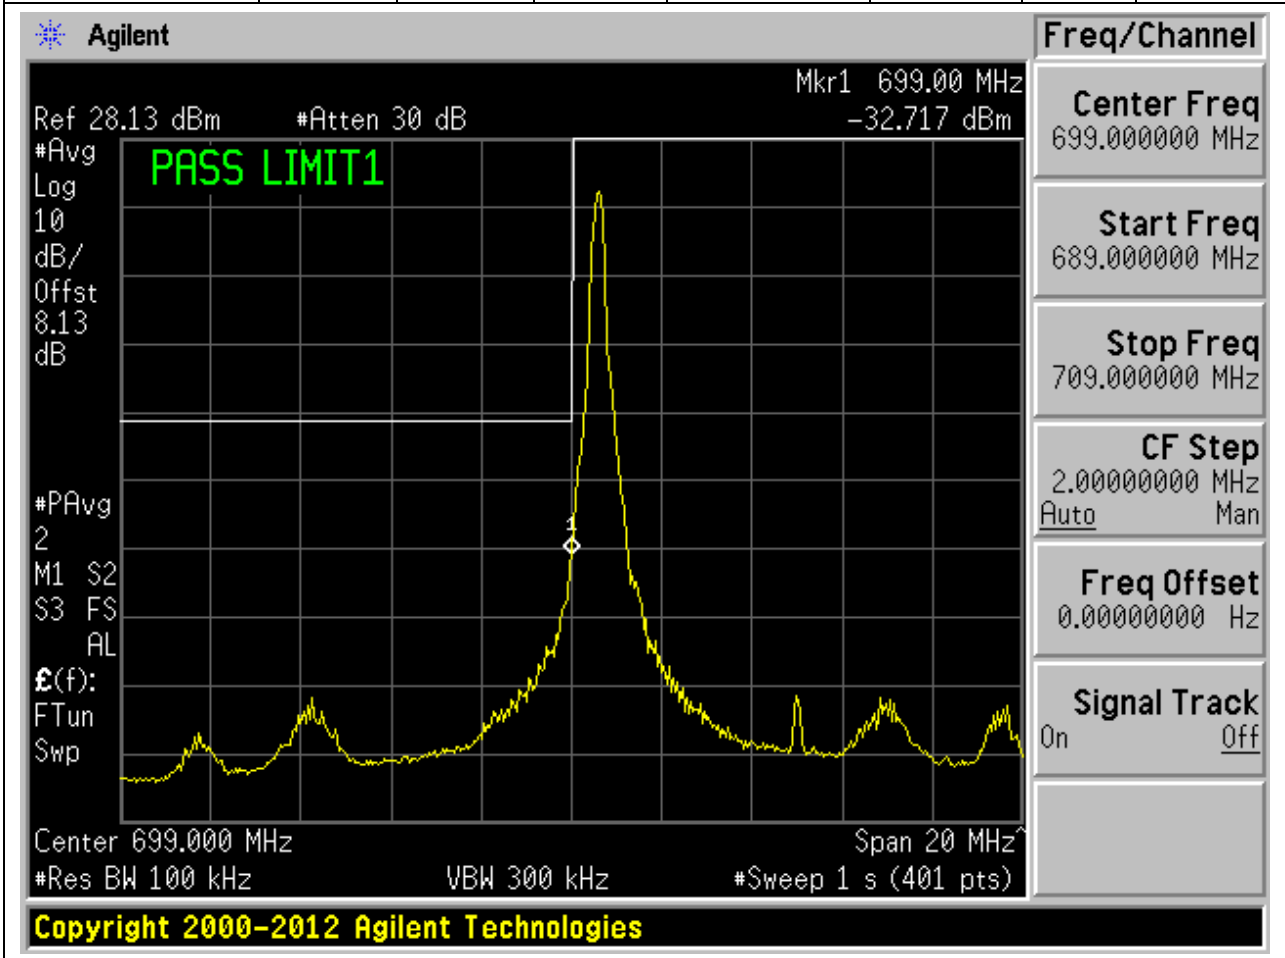 Agilent
Freq/Channel
Mkr1 699.00 MHz
Ref 28.13 dBm #Atten 30 dB -32.717 dBm
#Avg
Log
10
dB/
Offst
8.13
dB
PASS LIMIT1
1
#PAvg
2
M1 S2
S3 FS
AL
£(f):
FTun
Swp
Center 699.000 MHz Span 20 MHz^
#Res BW 100 kHz VBW 300 kHz #Sweep 1 s (401 pts)
Center Freq
699.000000 MHz
Start Freq
689.000000 MHz
Stop Freq
709.000000 MHz
CF Step
2.00000000 MHz
Auto Man
Freq Offset
0.00000000 Hz
Signal Track
On Off
Copyright 2000-2012 Agilent Technologies